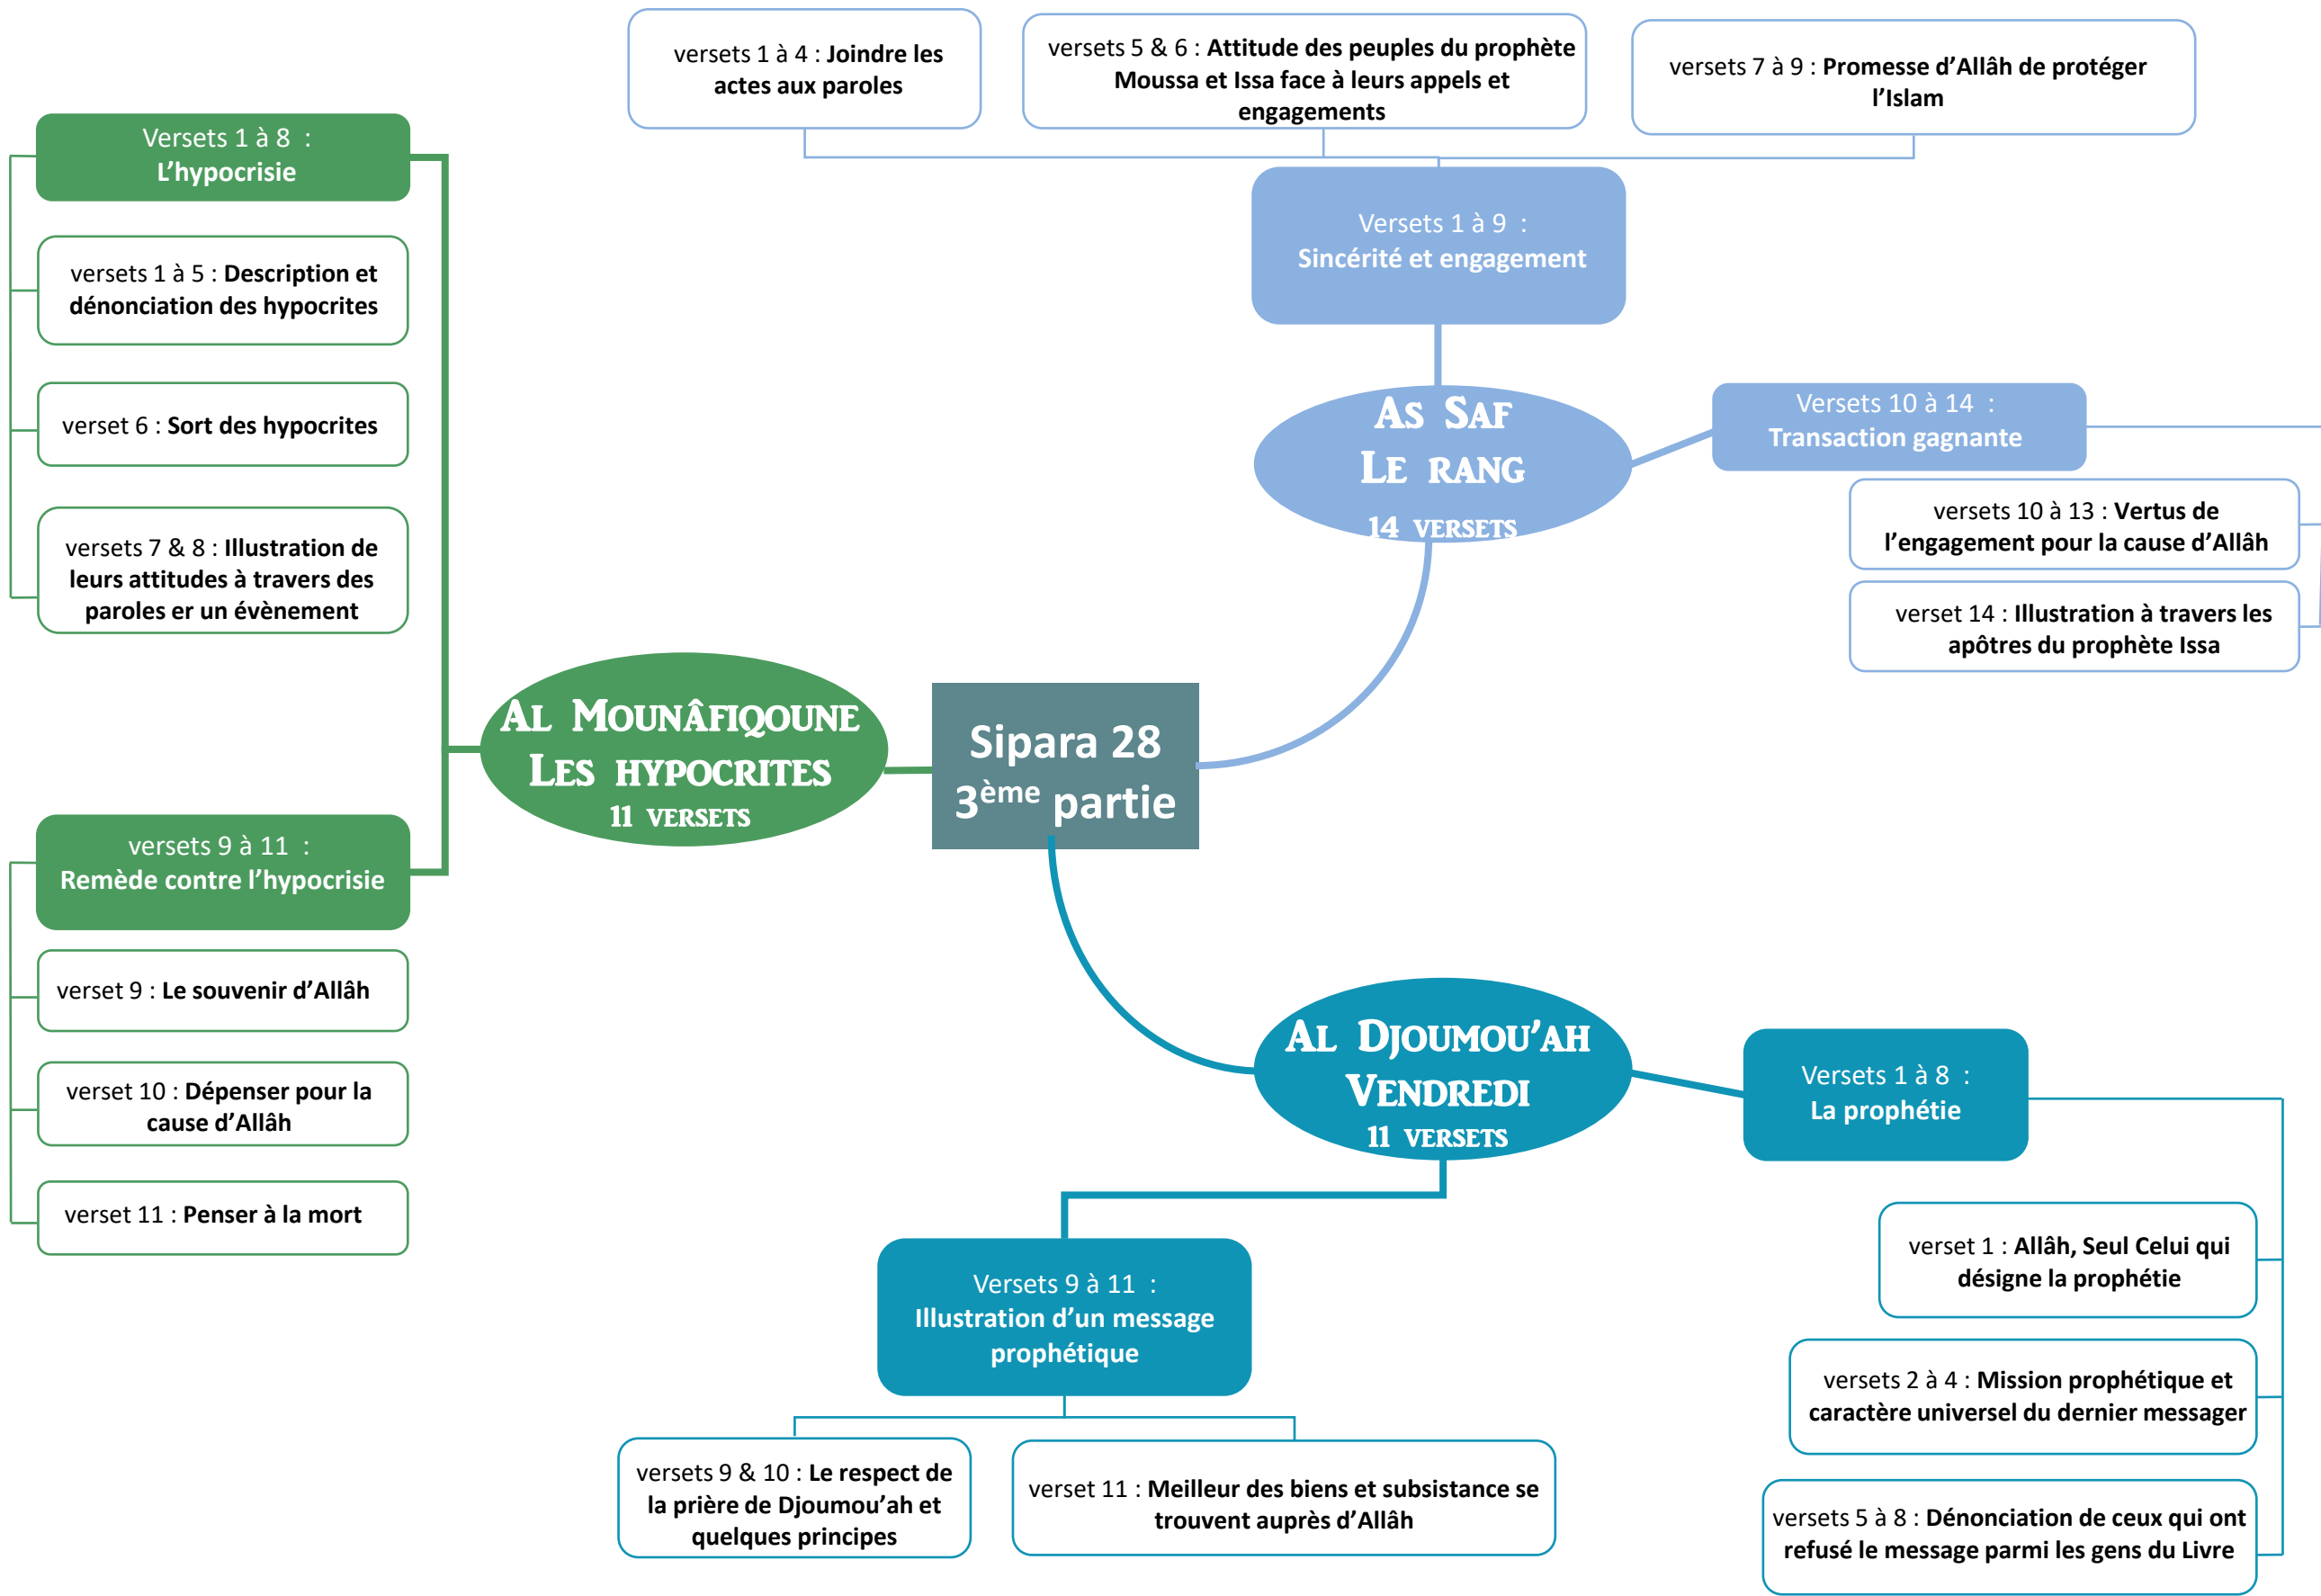 versets 1 à 4 : Joindre les
actes aux paroles
versets 5 & 6 : Attitude des peuples du prophète
Moussa et Issa face à leurs appels et
engagements
versets 7 à 9 : Promesse d’Allâh de protéger
l’Islam
Versets 1 à 9 :
Sincérité et engagement
As Saf
Le rang
14 versets
Versets 10 à 14 :
Transaction gagnante
versets 10 à 13 : Vertus de
l’engagement pour la cause d’Allâh
verset 14 : Illustration à travers les
apôtres du prophète Issa
Versets 1 à 8 :
L’hypocrisie
versets 1 à 5 : Description et
dénonciation des hypocrites
verset 6 : Sort des hypocrites
versets 7 & 8 : Illustration de
leurs attitudes à travers des
paroles er un évènement
Al Mounâfiqoune
Les hypocrites
11 versets
Sipara 28
3ème partie
versets 9 à 11 :
Remède contre l’hypocrisie
verset 9 : Le souvenir d’Allâh
verset 10 : Dépenser pour la
cause d’Allâh
verset 11 : Penser à la mort
Al Djoumou’ah
Vendredi
11 versets
Versets 1 à 8 :
La prophétie
verset 1 : Allâh, Seul Celui qui
désigne la prophétie
versets 2 à 4 : Mission prophétique et
caractère universel du dernier messager
versets 5 à 8 : Dénonciation de ceux qui ont
refusé le message parmi les gens du Livre
Versets 9 à 11 :
Illustration d’un message
prophétique
versets 9 & 10 : Le respect de
la prière de Djoumou’ah et
quelques principes
verset 11 : Meilleur des biens et subsistance se
trouvent auprès d’Allâh